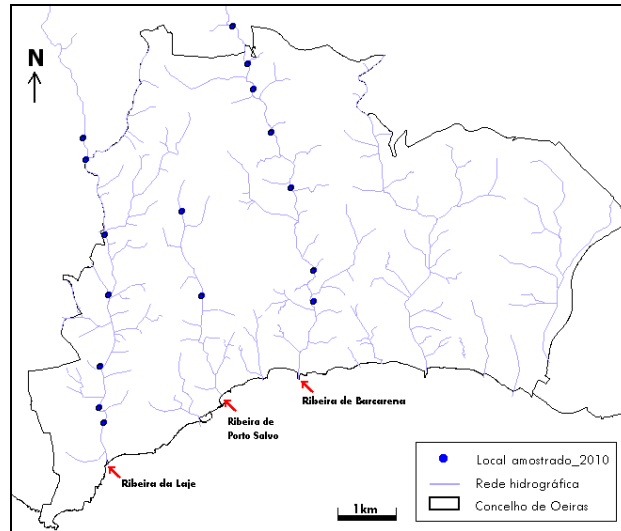 N
Ribeira de Barcarena
Ribeira de
Porto Salvo
Ribeira da Laje
1km
Local amostrado_2010
Rede hidrográfica
Concelho de Oeiras